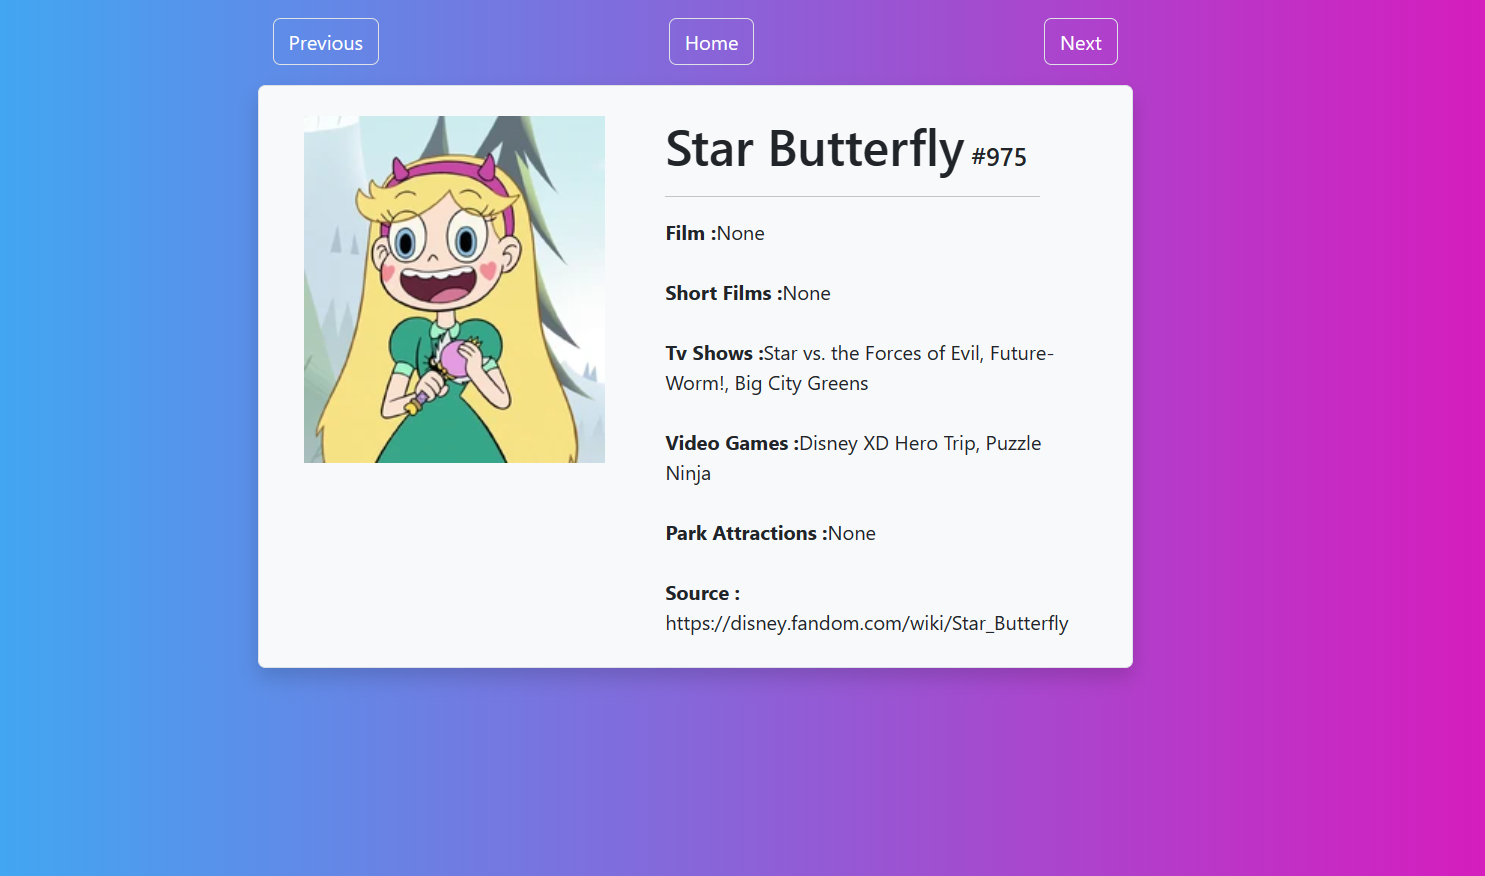 Previous
Home
Next
Star Butterfly #975
Film :None
Short Films :None
Tv Shows :Star vs. the Forces of Evil, Future-
Worm!, Big City Greens
Video Games :Disney XD Hero Trip, Puzzle
Ninja
Park Attractions :None
Source :
https://disney.fandom.com/wiki/Star_Butterfly